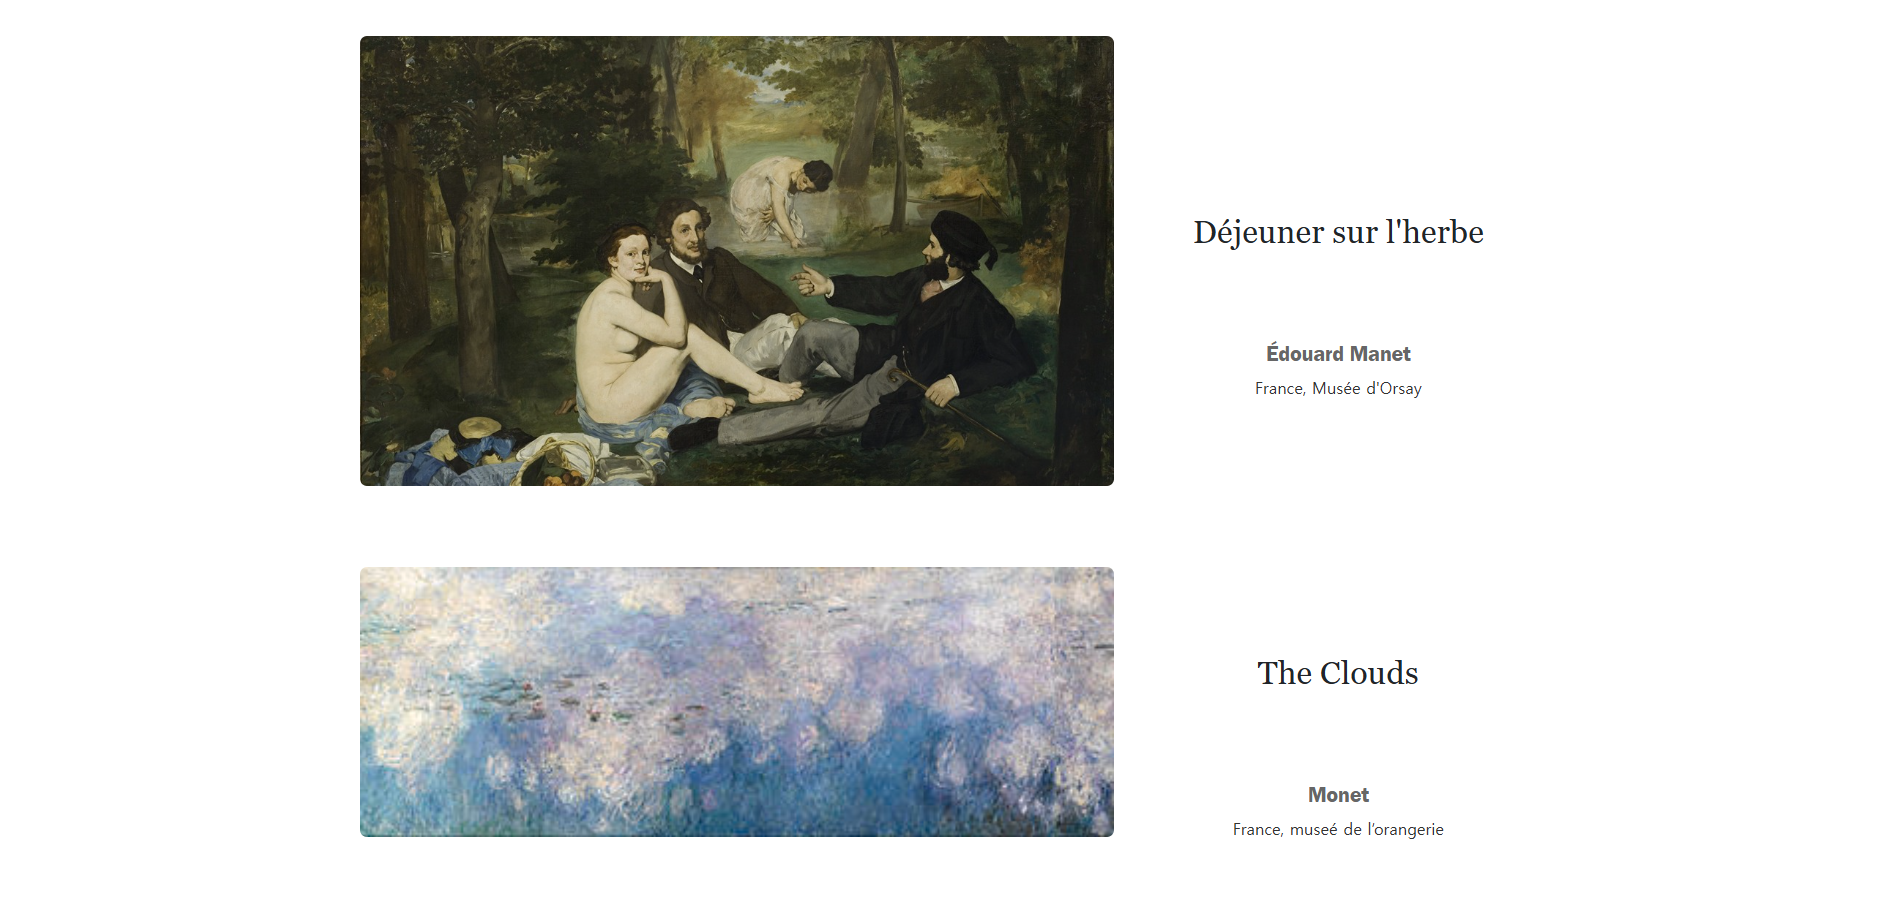 Déjeuner sur l'herbe
Édouard Manet
France, Musée d'Orsay
The Clouds
Monet
France, museé de l’orangerie